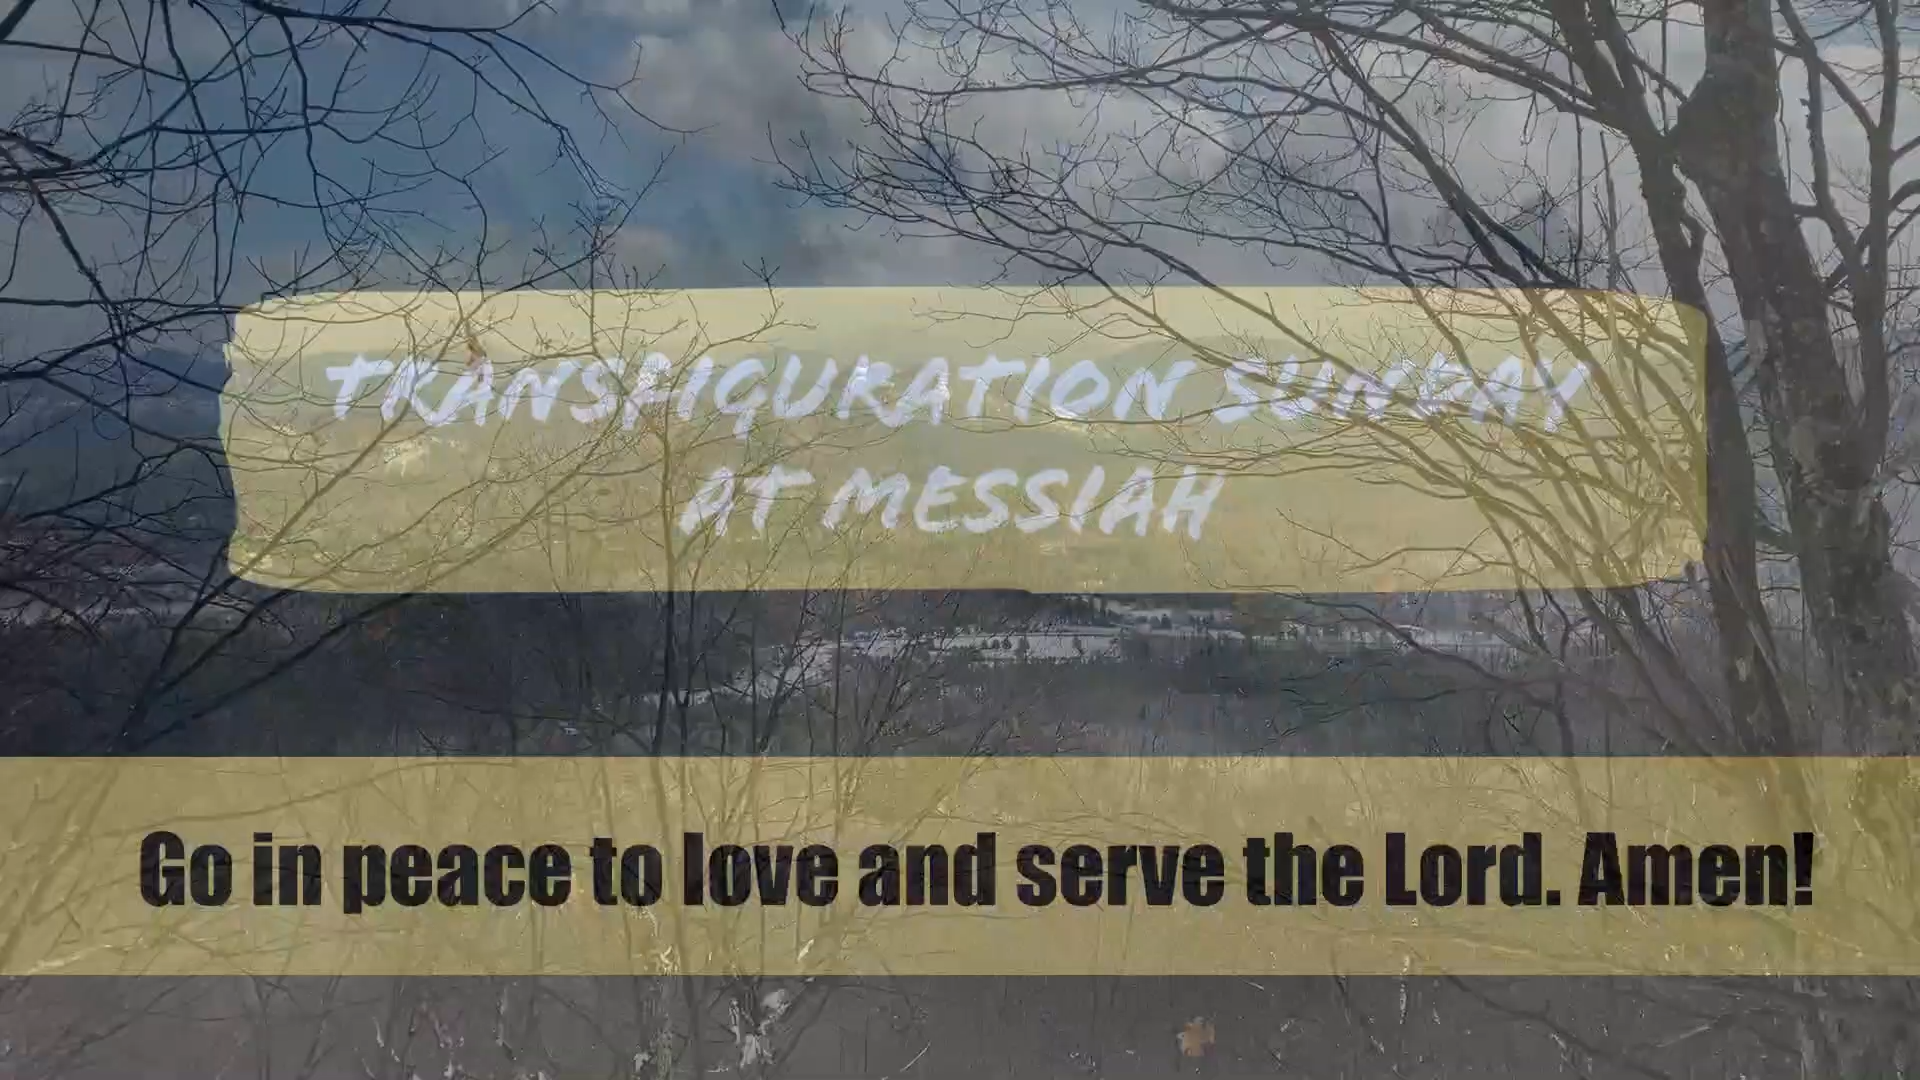 TRANSFIGURATION SUNDAY
AT MESSIAH
Go in peace to love and serve the Lord. Amen!